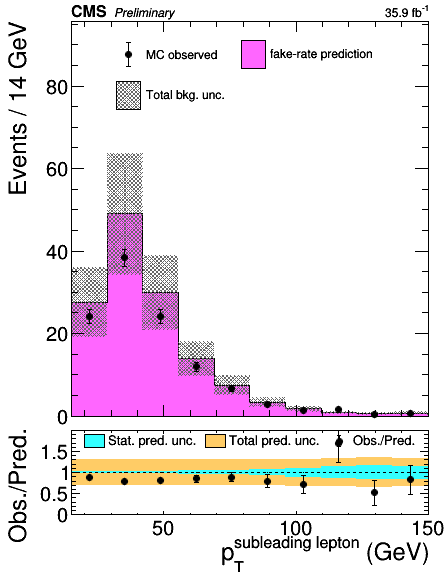 CMS Preliminary 35.9 fb⁻¹
MC observed fake-rate prediction
Total bkg. unc.
Events / 14 GeV
80
60
40
20
0
Stat. pred. unc. Total pred. unc. Obs./Pred.
Obs./Pred.
1.5
1
0.5
0
50 100 150
p_T^subleading lepton (GeV)